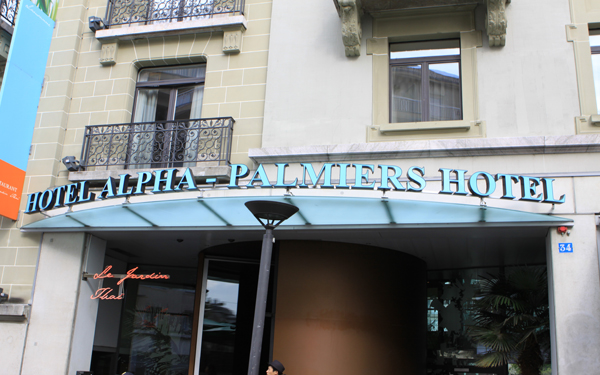 HOTEL ALPHA - PALMIERS HOTEL
34
Le Jardin
Thaï